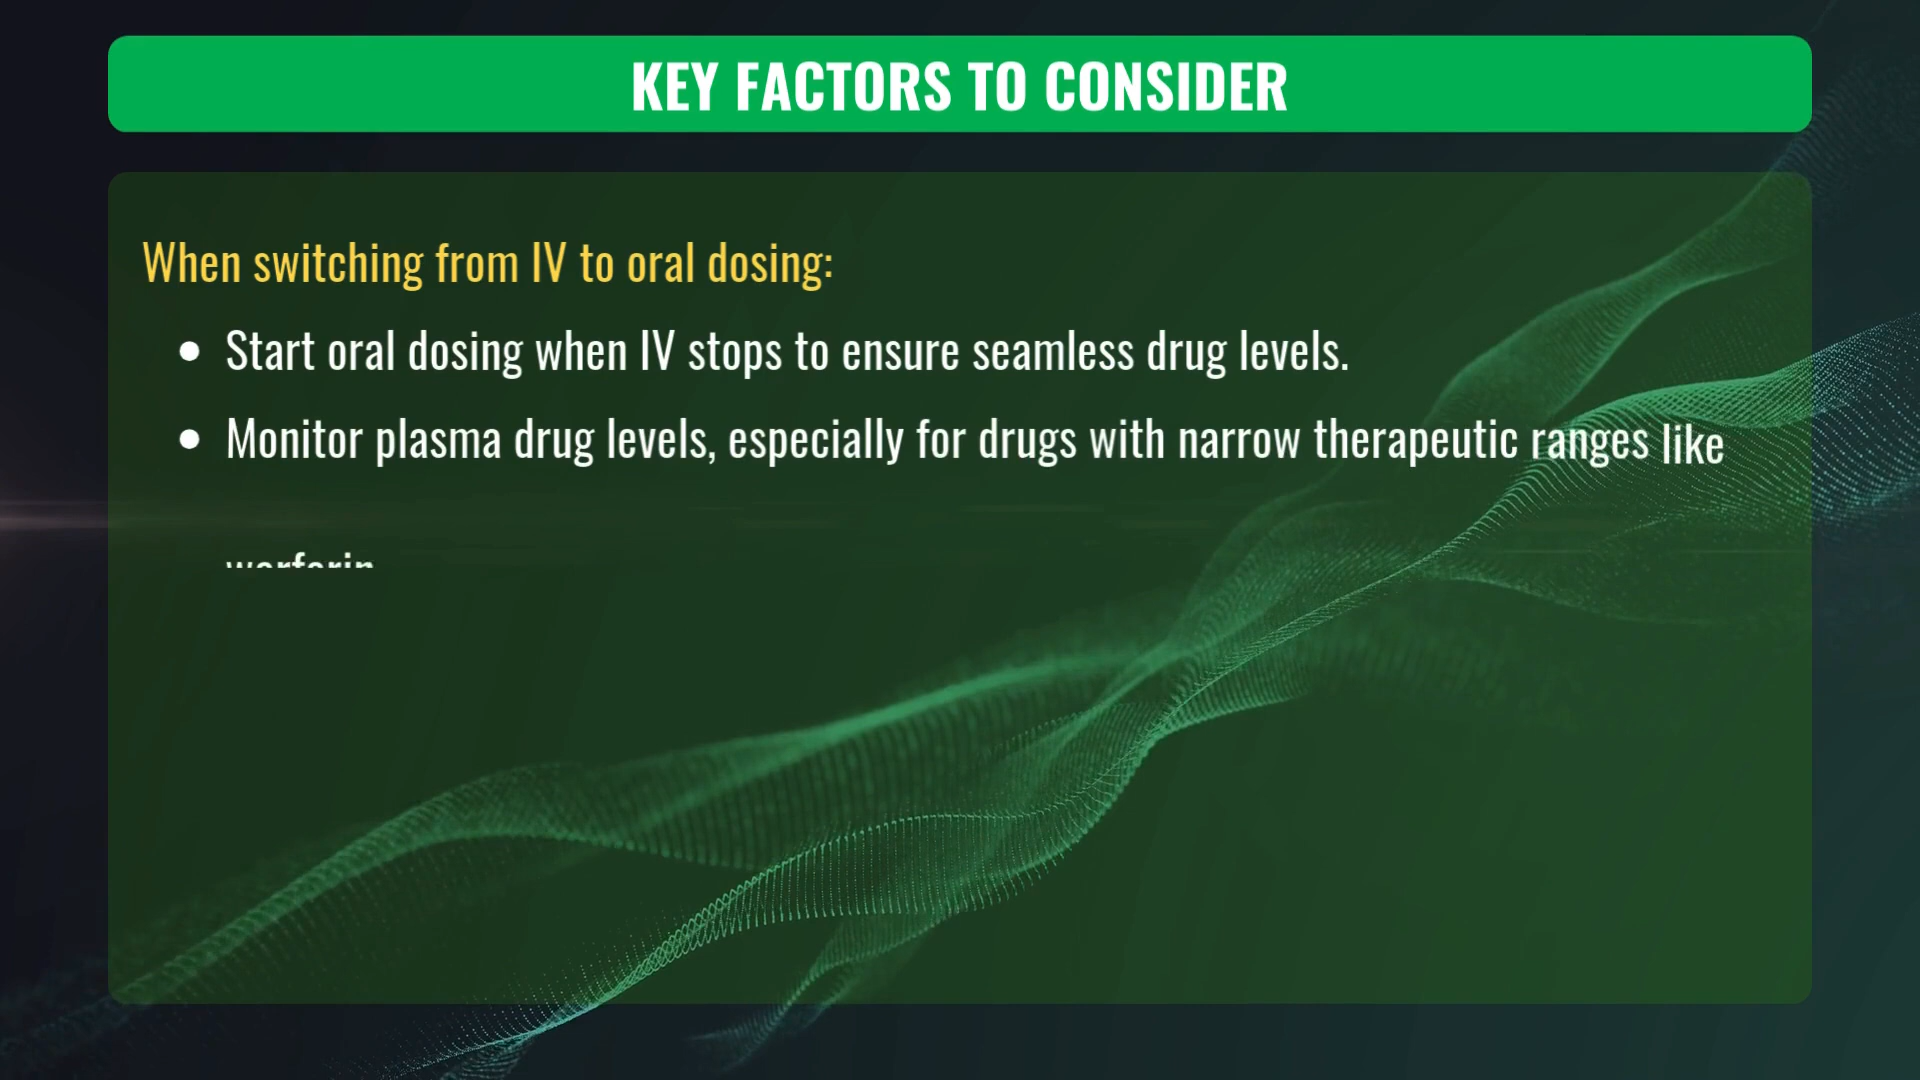 KEY FACTORS TO CONSIDER
When switching from IV to oral dosing:
• Start oral dosing when IV stops to ensure seamless drug levels.
• Monitor plasma drug levels, especially for drugs with narrow therapeutic ranges like